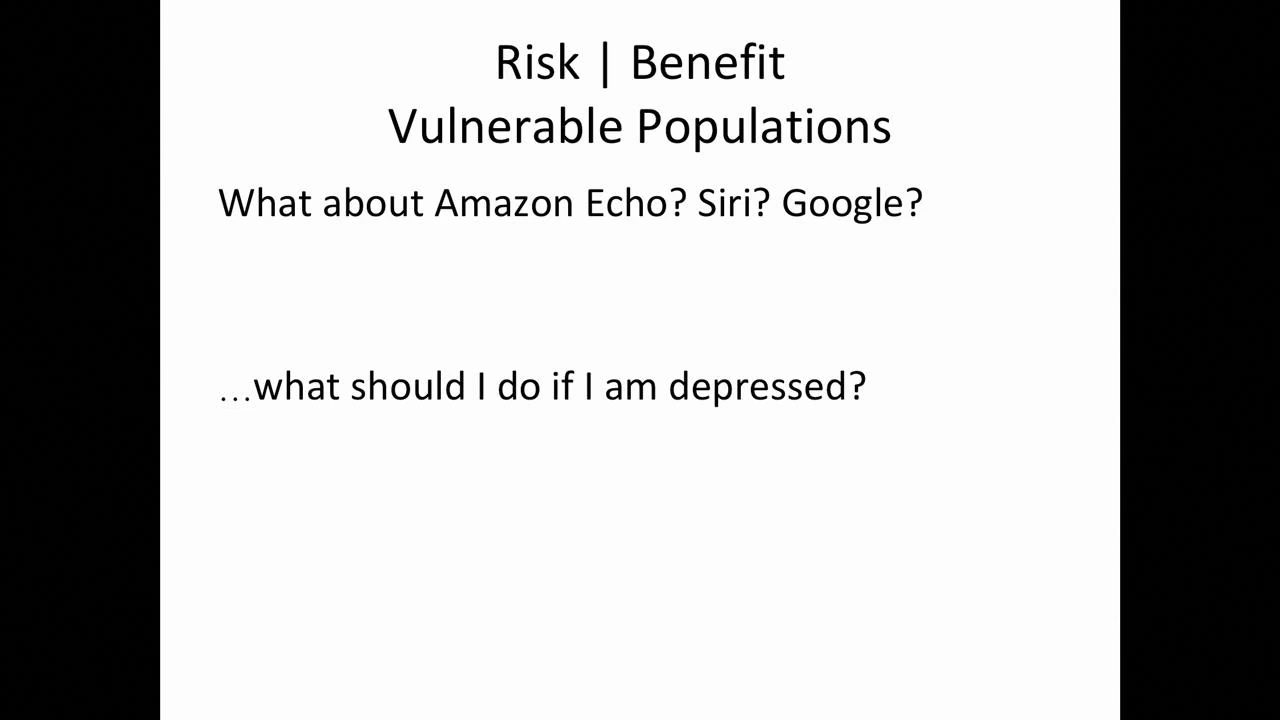 Risk | Benefit
Vulnerable Populations
What about Amazon Echo? Siri? Google?
…what should I do if I am depressed?